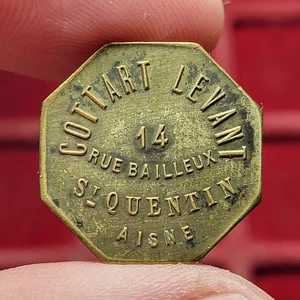 COTTART LEVANT
14
RUE BAILLEUX
ST QUENTIN
AISNE